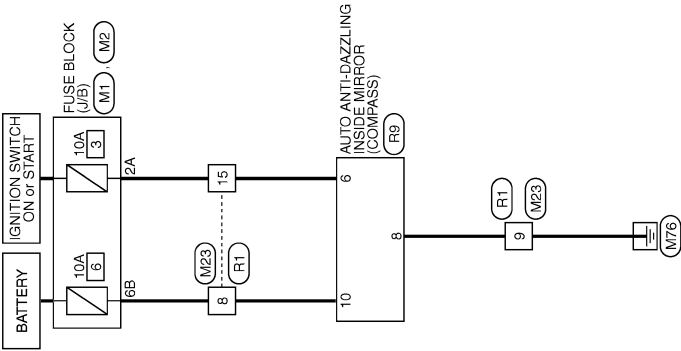 IGNITION SWITCH
ON or START
BATTERY
FUSE BLOCK
(J/B)
M1 , M2
10A
3
2A
10A
6
6B
15
M23
R1
8
AUTO ANTI-DAZZLING
INSIDE MIRROR
(COMPASS)
R9
6
10
8
R1
M23
9
M76